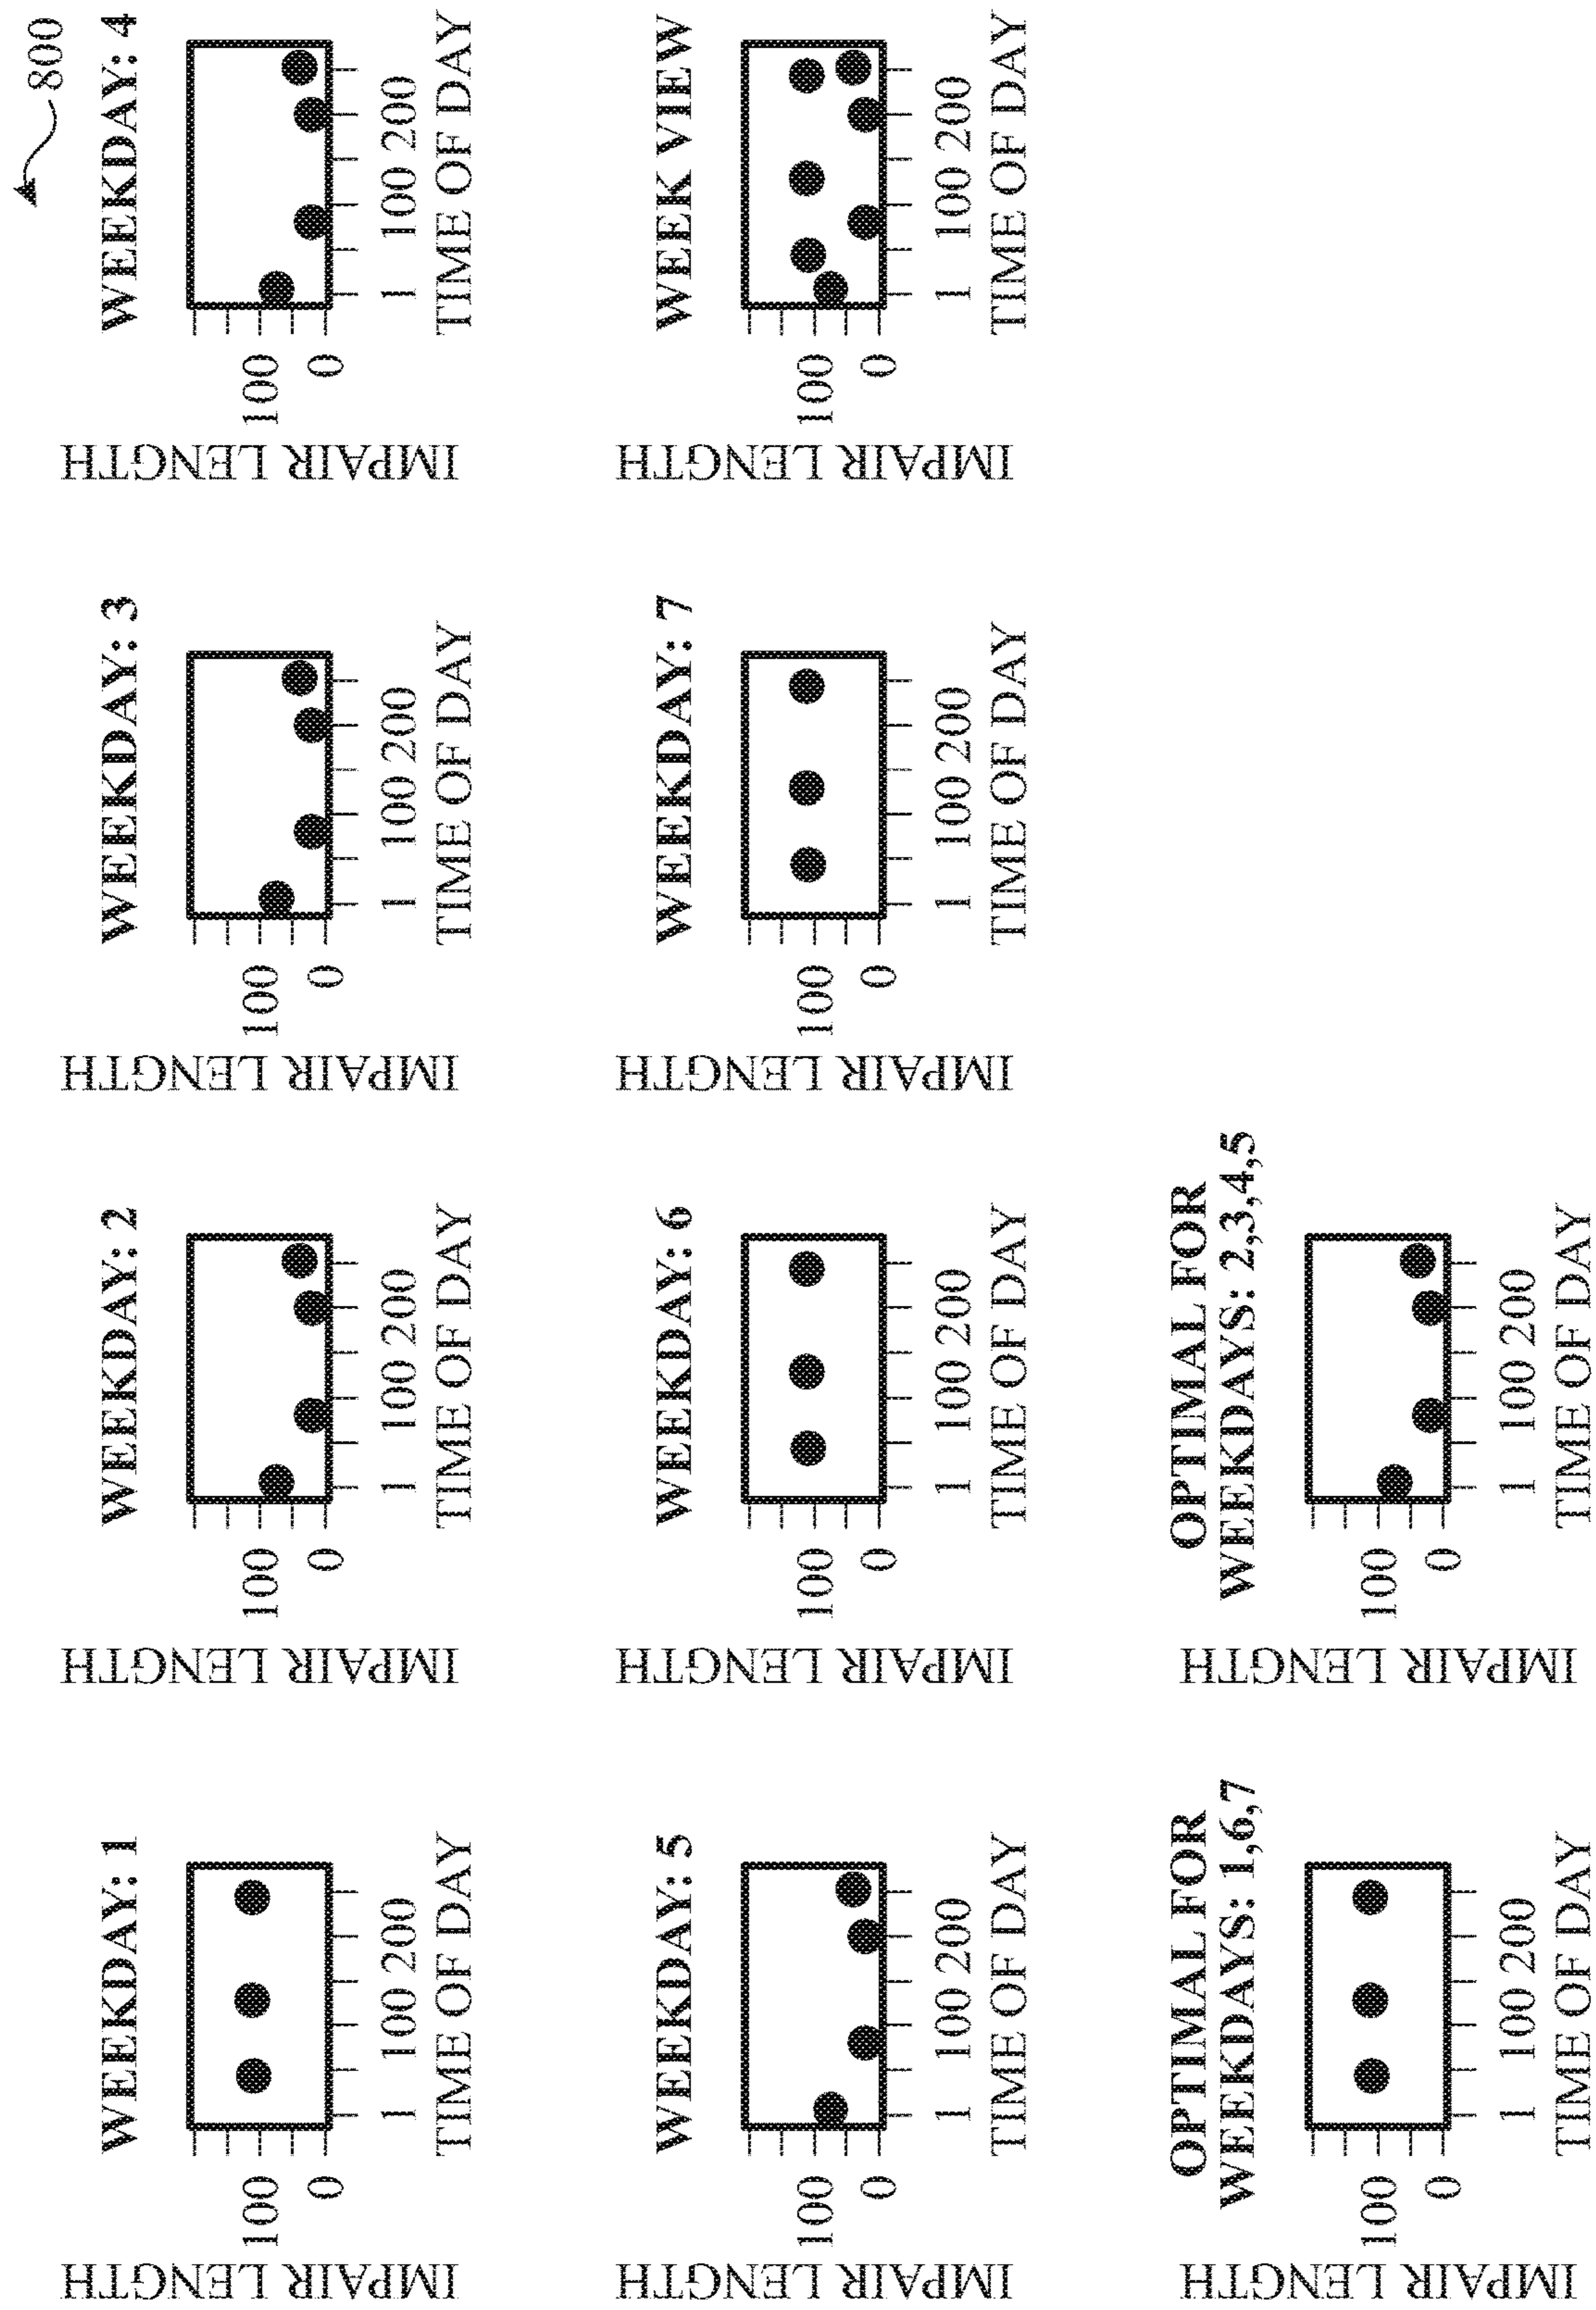 800
WEEKDAY: 1
IMPAIR LENGTH
100
0
1 100 200
TIME OF DAY
WEEKDAY: 2
IMPAIR LENGTH
100
0
1 100 200
TIME OF DAY
WEEKDAY: 3
IMPAIR LENGTH
100
0
1 100 200
TIME OF DAY
WEEKDAY: 4
IMPAIR LENGTH
100
0
1 100 200
TIME OF DAY
WEEKDAY: 5
IMPAIR LENGTH
100
0
1 100 200
TIME OF DAY
WEEKDAY: 6
IMPAIR LENGTH
100
0
1 100 200
TIME OF DAY
WEEKDAY: 7
IMPAIR LENGTH
100
0
1 100 200
TIME OF DAY
WEEK VIEW
IMPAIR LENGTH
100
0
1 100 200
TIME OF DAY
OPTIMAL FOR
WEEKDAYS: 1,6,7
IMPAIR LENGTH
100
0
1 100 200
TIME OF DAY
OPTIMAL FOR
WEEKDAYS: 2,3,4,5
IMPAIR LENGTH
100
0
1 100 200
TIME OF DAY